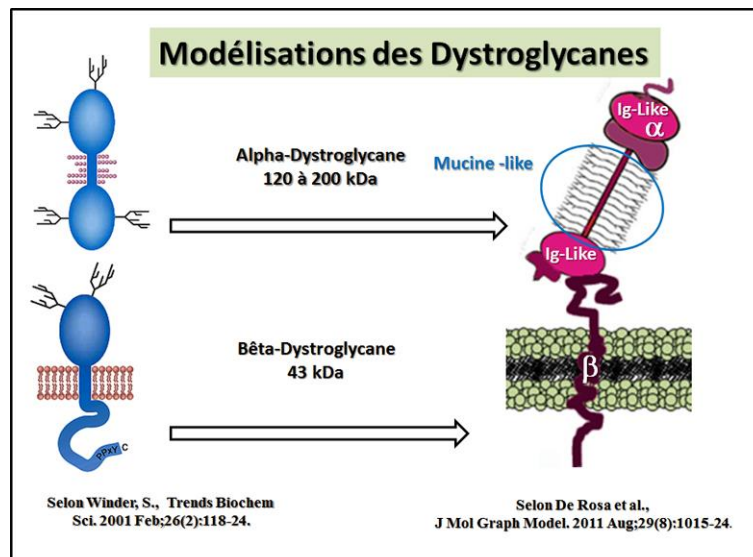 Modélisations des Dystroglycanes
Ig-Like
α
Alpha-Dystroglycane
120 à 200 kDa
Mucine -like
Ig-Like
Bêta-Dystroglycane
43 kDa
β
PPxY C
Selon Winder, S., Trends Biochem
Sci. 2001 Feb;26(2):118-24.
Selon De Rosa et al.,
J Mol Graph Model. 2011 Aug;29(8):1015-24.